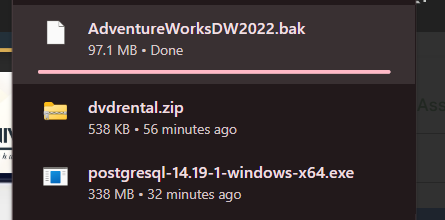 AdventureWorksDW2022.bak
97.1 MB • Done
dvdrental.zip
538 KB • 56 minutes ago
postgresql-14.19-1-windows-x64.exe
338 MB • 32 minutes ago